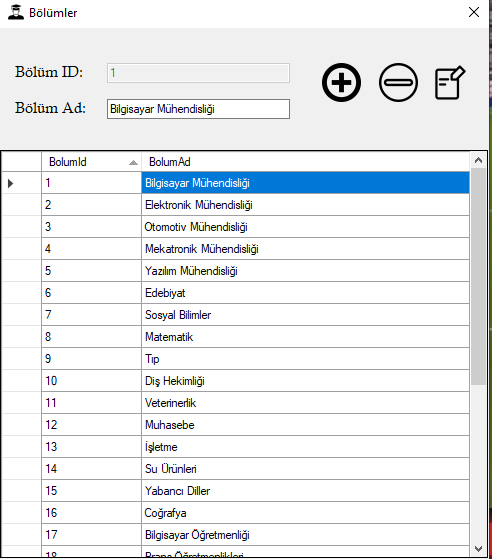 Bölümler
Bölüm ID: 1
Bölüm Ad: Bilgisayar Mühendisliği
BolumId BolumAd
1 Bilgisayar Mühendisliği
2 Elektronik Mühendisliği
3 Otomotiv Mühendisliği
4 Mekatronik Mühendisliği
5 Yazılım Mühendisliği
6 Edebiyat
7 Sosyal Bilimler
8 Matematik
9 Tıp
10 Diş Hekimliği
11 Veterinerlik
12 Muhasebe
13 İşletme
14 Su Ürünleri
15 Yabancı Diller
16 Coğrafya
17 Bilgisayar Öğretmenliği
18 Branş Öğretmenlikleri